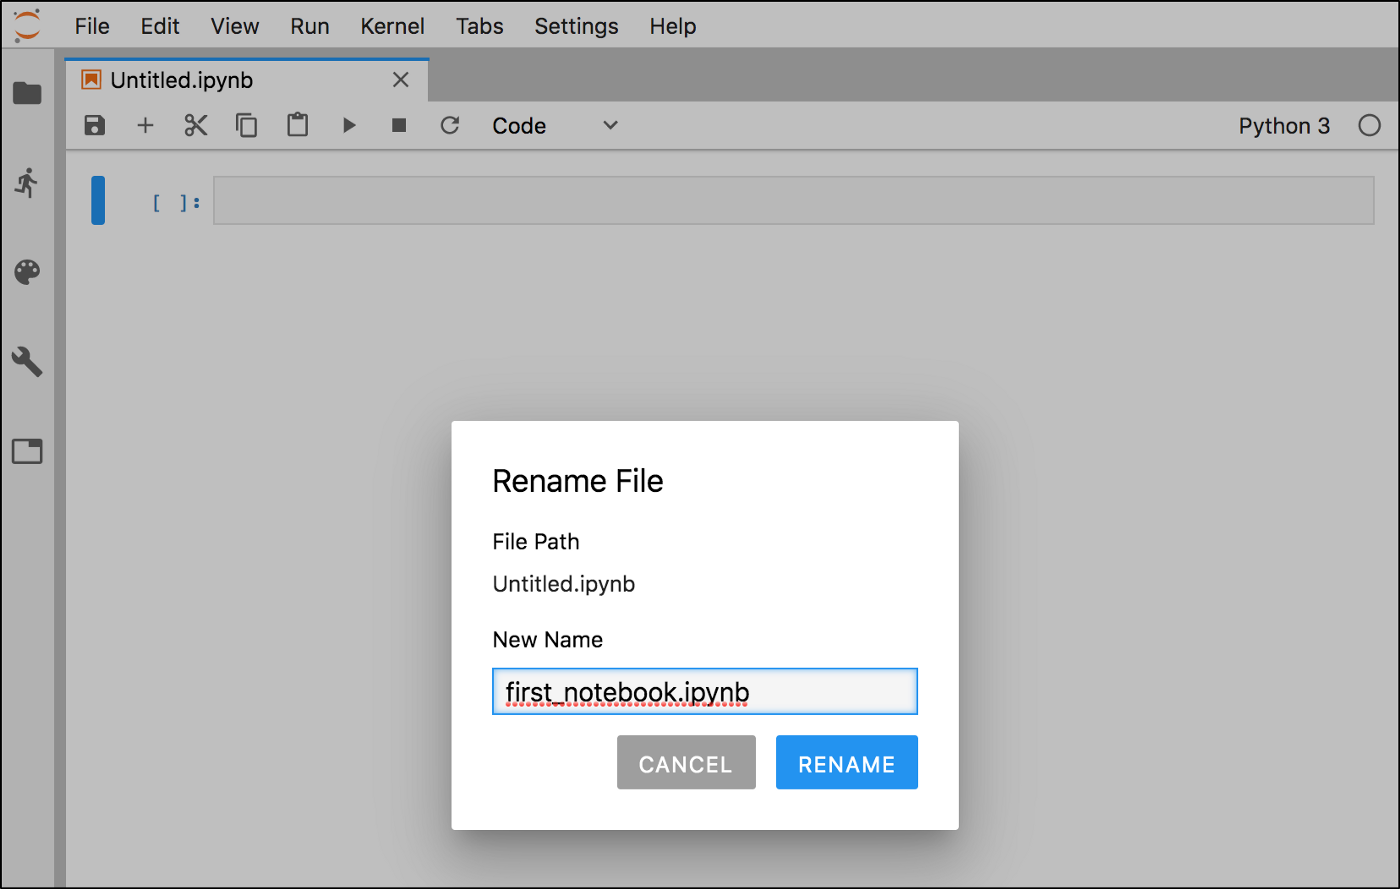 File Edit View Run Kernel Tabs Settings Help
Untitled.ipynb
Code Python 3
[ ]:
Rename File
File Path
Untitled.ipynb
New Name
first_notebook.ipynb
CANCEL RENAME